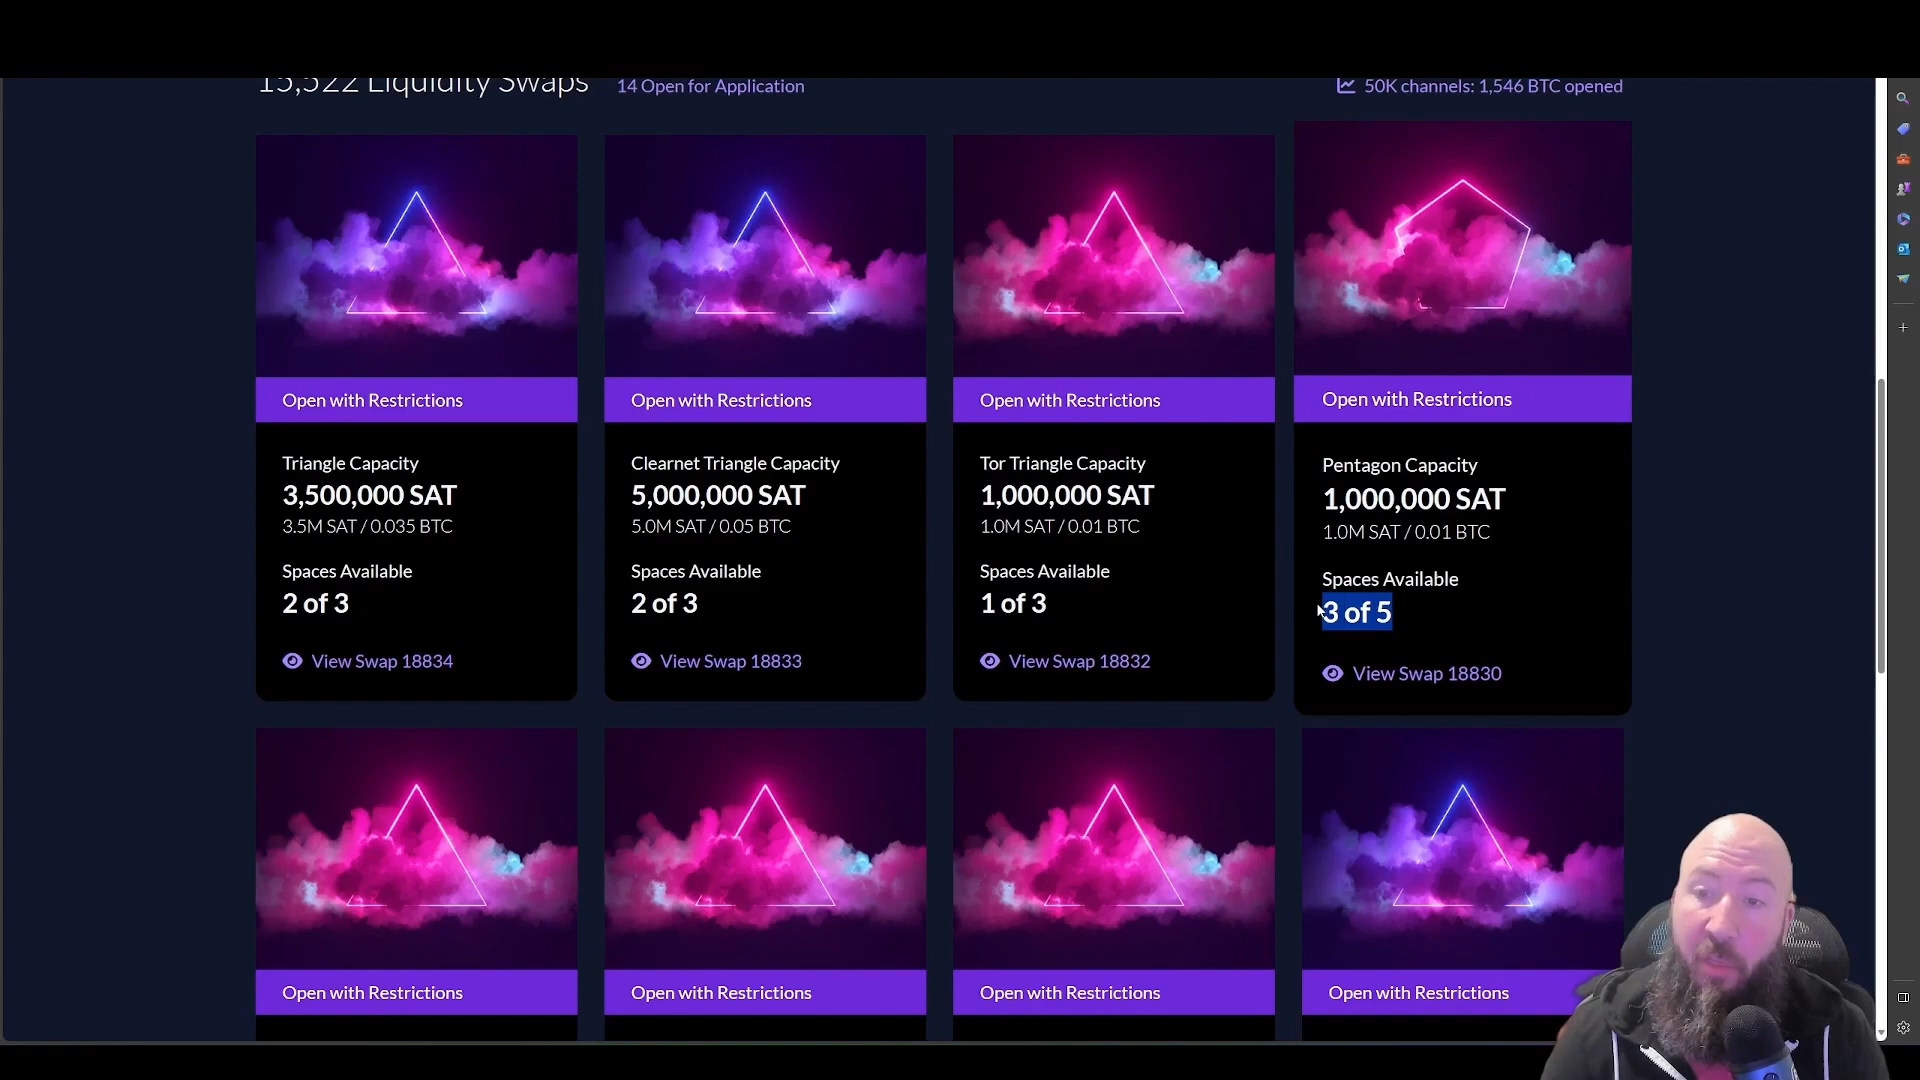 15,522 Liquidity Swaps
14 Open for Application
50K channels: 1,546 BTC opened
Open with Restrictions
Triangle Capacity
3,500,000 SAT
3.5M SAT / 0.035 BTC
Spaces Available
2 of 3
View Swap 18834
Open with Restrictions
Clearnet Triangle Capacity
5,000,000 SAT
5.0M SAT / 0.05 BTC
Spaces Available
2 of 3
View Swap 18833
Open with Restrictions
Tor Triangle Capacity
1,000,000 SAT
1.0M SAT / 0.01 BTC
Spaces Available
1 of 3
View Swap 18832
Open with Restrictions
Pentagon Capacity
1,000,000 SAT
1.0M SAT / 0.01 BTC
Spaces Available
3 of 5
View Swap 18830
Open with Restrictions
Open with Restrictions
Open with Restrictions
Open with Restrictions